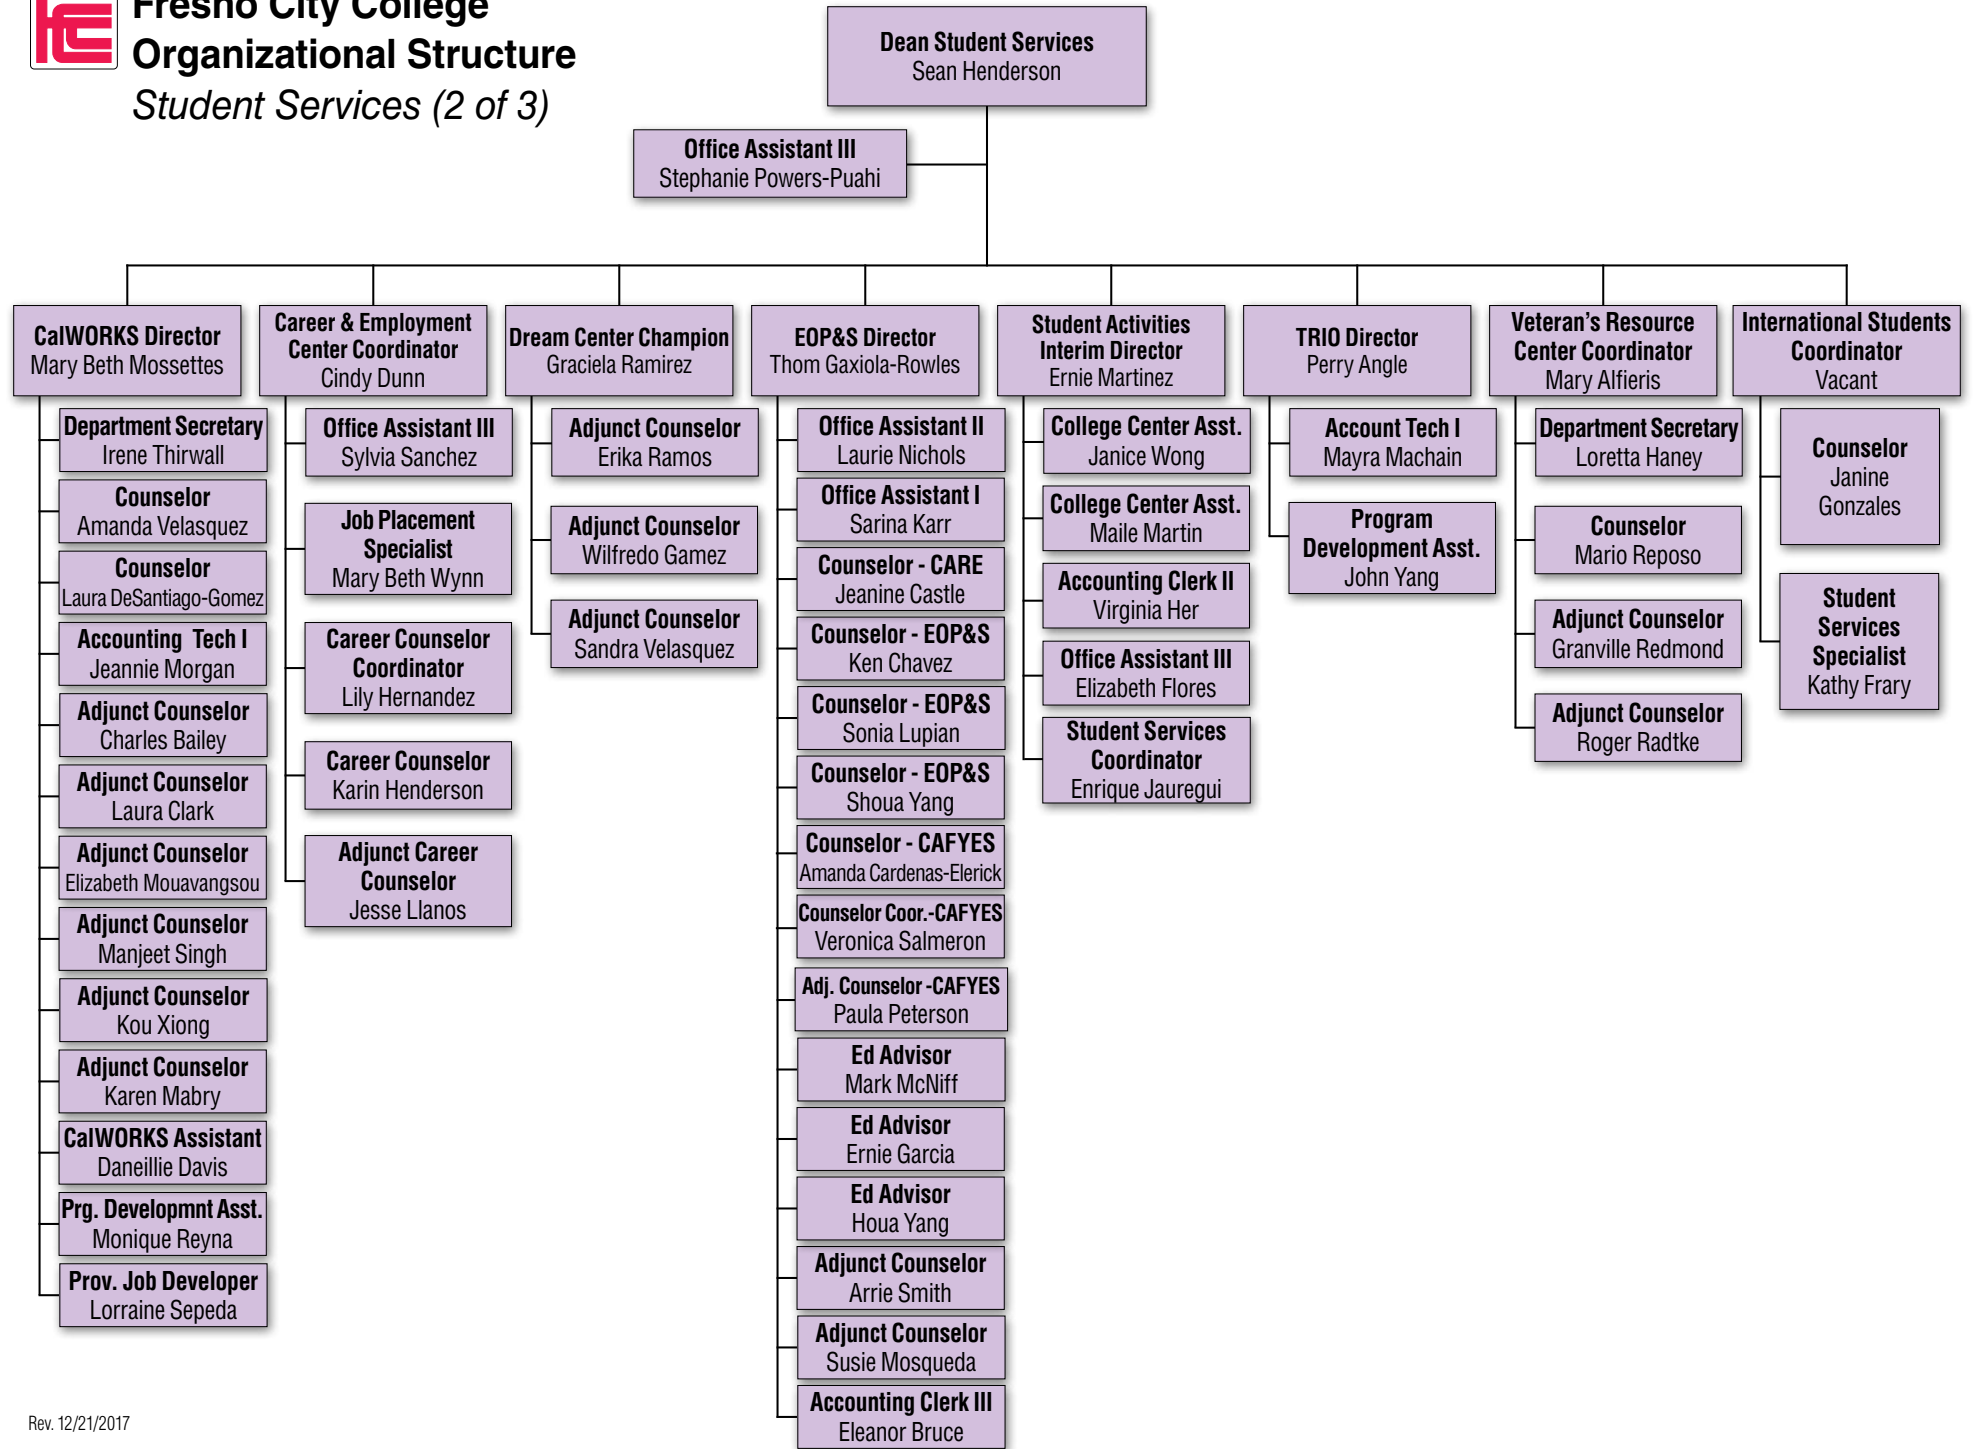 Fresno City College
Organizational Structure
Student Services (2 of 3)
Dean Student Services
Sean Henderson
Office Assistant III
Stephanie Powers-Puahi
CalWORKS Director
Mary Beth Mossettes
Department Secretary
Irene Thirwall
Counselor
Amanda Velasquez
Counselor
Laura DeSantiago-Gomez
Accounting Tech I
Jeannie Morgan
Adjunct Counselor
Charles Bailey
Adjunct Counselor
Laura Clark
Adjunct Counselor
Elizabeth Mouavangsou
Adjunct Counselor
Manjeet Singh
Adjunct Counselor
Kou Xiong
Adjunct Counselor
Karen Mabry
CalWORKS Assistant
Daneillie Davis
Prg. Developmnt Asst.
Monique Reyna
Prov. Job Developer
Lorraine Sepeda
Career & Employment
Center Coordinator
Cindy Dunn
Office Assistant III
Sylvia Sanchez
Job Placement
Specialist
Mary Beth Wynn
Career Counselor
Coordinator
Lily Hernandez
Career Counselor
Karin Henderson
Adjunct Career
Counselor
Jesse Llanos
Dream Center Champion
Graciela Ramirez
Adjunct Counselor
Erika Ramos
Adjunct Counselor
Wilfredo Gamez
Adjunct Counselor
Sandra Velasquez
EOP&S Director
Thom Gaxiola-Rowles
Office Assistant II
Laurie Nichols
Office Assistant I
Sarina Karr
Counselor - CARE
Jeanine Castle
Counselor - EOP&S
Ken Chavez
Counselor - EOP&S
Sonia Lupian
Counselor - EOP&S
Shoua Yang
Counselor - CAFYES
Amanda Cardenas-Elerick
Counselor Coor.-CAFYES
Veronica Salmeron
Adj. Counselor -CAFYES
Paula Peterson
Ed Advisor
Mark McNiff
Ed Advisor
Ernie Garcia
Ed Advisor
Houa Yang
Adjunct Counselor
Arrie Smith
Adjunct Counselor
Susie Mosqueda
Accounting Clerk III
Eleanor Bruce
Student Activities
Interim Director
Ernie Martinez
College Center Asst.
Janice Wong
College Center Asst.
Maile Martin
Accounting Clerk II
Virginia Her
Office Assistant III
Elizabeth Flores
Student Services
Coordinator
Enrique Jauregui
TRIO Director
Perry Angle
Account Tech I
Mayra Machain
Program
Development Asst.
John Yang
Veteran's Resource
Center Coordinator
Mary Alfieris
Department Secretary
Loretta Haney
Counselor
Mario Reposo
Adjunct Counselor
Granville Redmond
Adjunct Counselor
Roger Radtke
International Students
Coordinator
Vacant
Counselor
Janine
Gonzales
Student
Services
Specialist
Kathy Frary
Rev. 12/21/2017